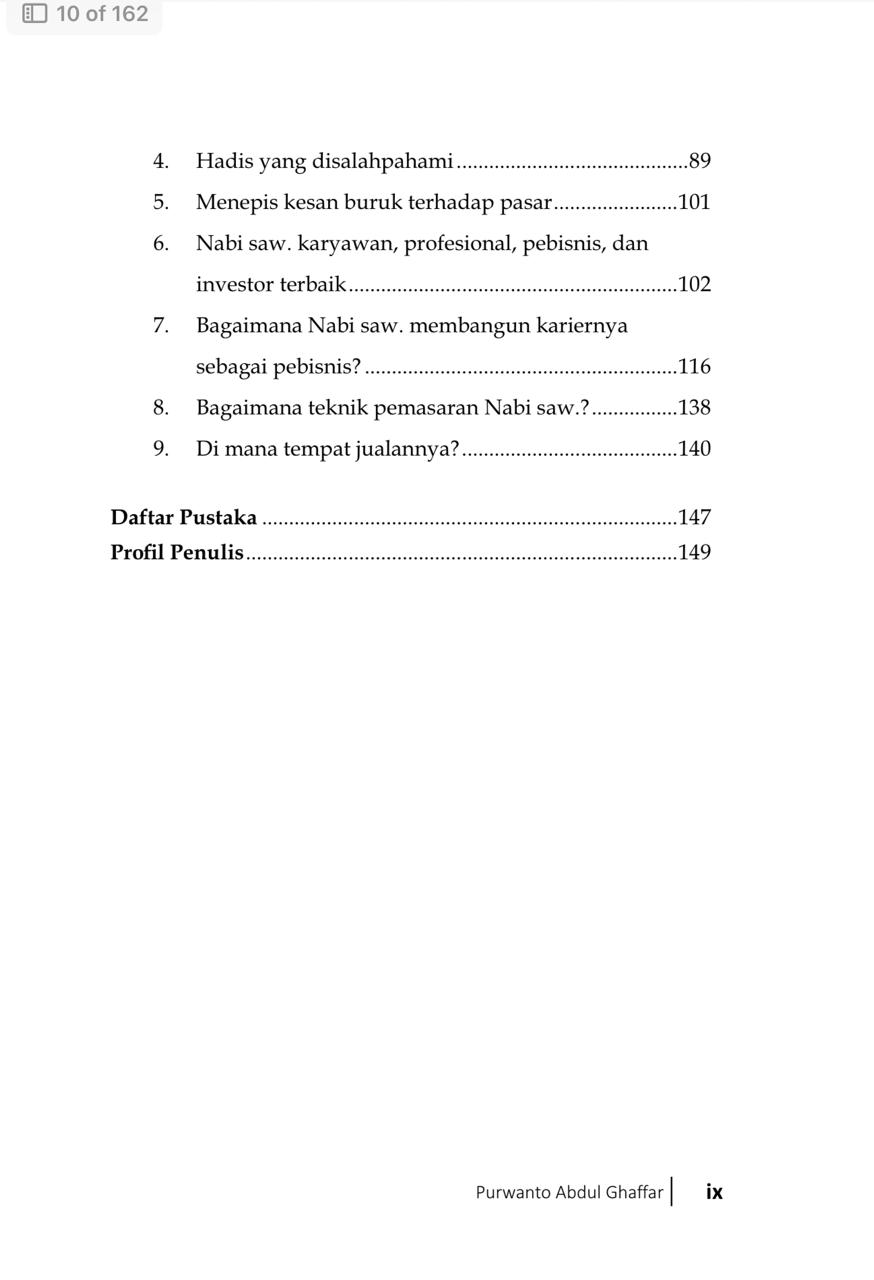 10 of 162
4. Hadis yang disalahpahami...........................................89
5. Menepis kesan buruk terhadap pasar.......................101
6. Nabi saw. karyawan, profesional, pebisnis, dan
investor terbaik.............................................................102
7. Bagaimana Nabi saw. membangun kariernya
sebagai pebisnis?..........................................................116
8. Bagaimana teknik pemasaran Nabi saw.?................138
9. Di mana tempat jualannya?........................................140
Daftar Pustaka .............................................................................147
Profil Penulis................................................................................149
Purwanto Abdul Ghaffar | ix